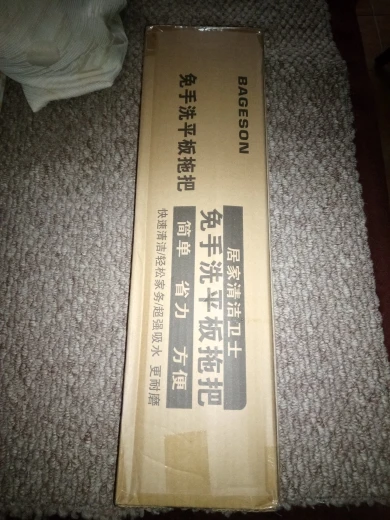 BAGESON
免手洗平板拖把
居家清洁卫士
免手洗平板拖把
简单 省力 方便
快速清洁/轻松家务/超强吸水 更耐磨